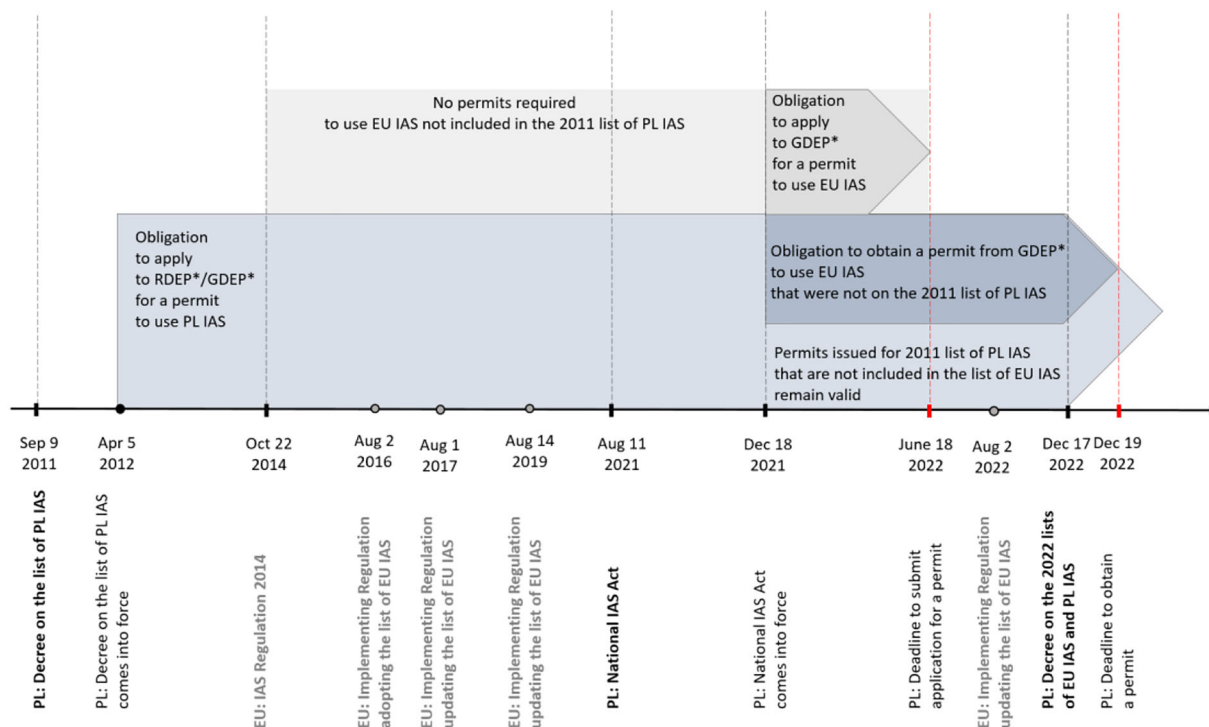 No permits required
to use EU IAS not included in the 2011 list of PL IAS
Obligation
to apply
to GDEP*
for a permit
to use EU IAS
Obligation
to apply
to RDEP*/GDEP*
for a permit
to use PL IAS
Obligation to obtain a permit from GDEP*
to use EU IAS
that were not on the 2011 list of PL IAS
Permits issued for 2011 list of PL IAS
that are not included in the list of EU IAS
remain valid
Sep 9
2011
Apr 5
2012
Oct 22
2014
Aug 2
2016
Aug 1
2017
Aug 14
2019
Aug 11
2021
Dec 18
2021
June 18
2022
Aug 2
2022
Dec 17
2022
Dec 19
2022
PL: Decree on the list of PL IAS
PL: Decree on the list of PL IAS
comes into force
EU: IAS Regulation 2014
EU: Implementing Regulation
adopting the list of EU IAS
EU: Implementing Regulation
updating the list of EU IAS
EU: Implementing Regulation
updating the list of EU IAS
PL: National IAS Act
PL: National IAS Act
comes into force
PL: Deadline to submit
application for a permit
EU: Implementing Regulation
updating the list of EU IAS
PL: Decree on the 2022 lists
of EU IAS and PL IAS
PL: Deadline to obtain
a permit